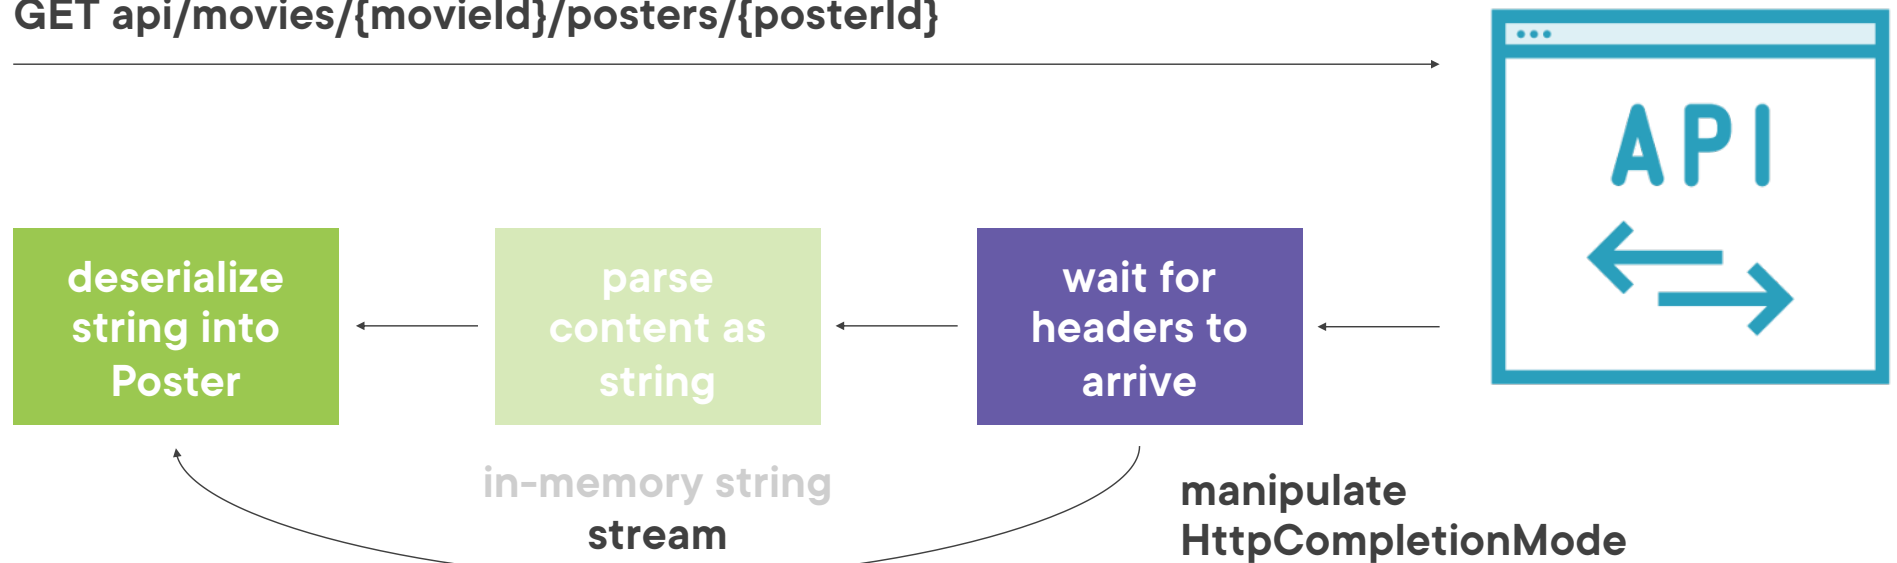 GET api/movies/{movieId}/posters/{posterId}
API
deserialize
string into
Poster
parse
content as
string
wait for
headers to
arrive
in-memory string
stream
manipulate
HttpCompletionMode